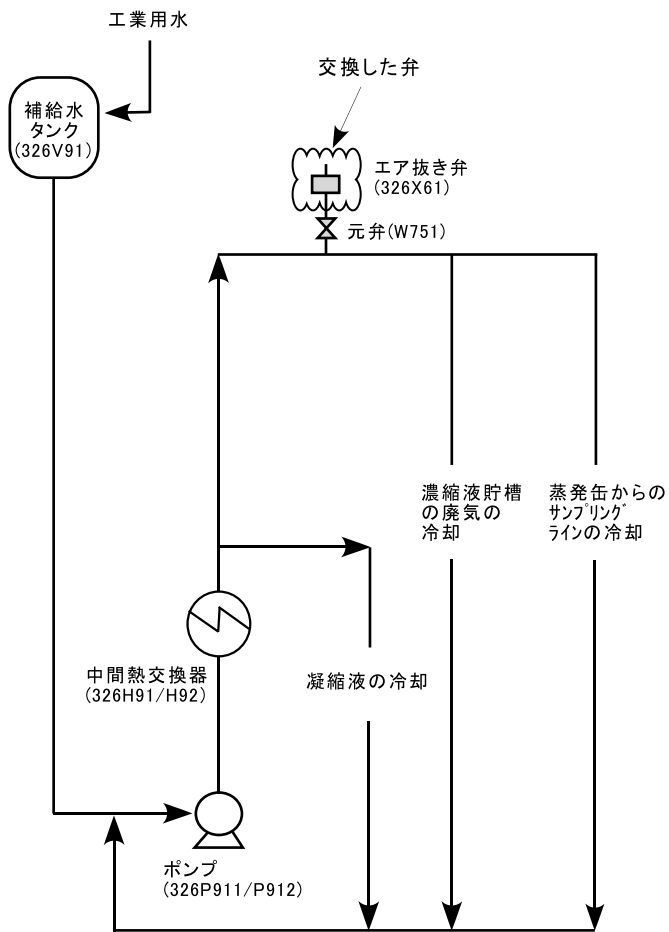 工業用水
補給水
タンク
(326V91)
交換した弁
エア抜き弁
(326X61)
元弁(W751)
濃縮液貯槽
の廃気の
冷却
蒸発缶からの
ｻﾝﾌﾟﾘﾝｸﾞ
ラインの冷却
中間熱交換器
(326H91/H92)
凝縮液の冷却
ポンプ
(326P911/P912)